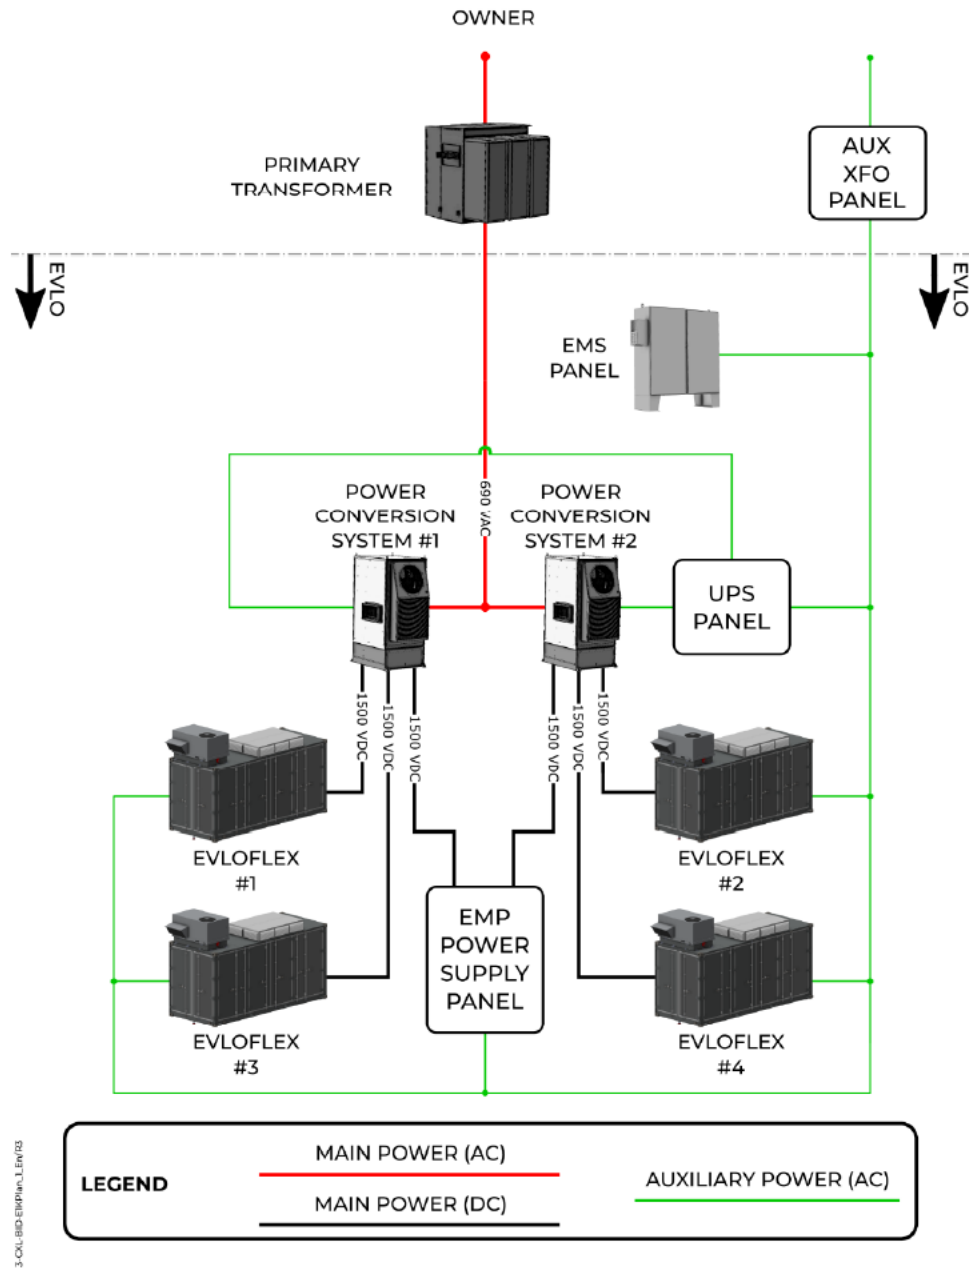 OWNER
PRIMARY
TRANSFORMER
AUX
XFO
PANEL
EVLO
EVLO
EMS
PANEL
690 VAC
POWER
CONVERSION
SYSTEM #1
POWER
CONVERSION
SYSTEM #2
UPS
PANEL
1500 VDC
1500 VDC
1500 VDC
1500 VDC
1500 VDC
1500 VDC
EVLOFLEX
#1
EVLOFLEX
#2
EMP
POWER
SUPPLY
PANEL
EVLOFLEX
#3
EVLOFLEX
#4
LEGEND
MAIN POWER (AC)
MAIN POWER (DC)
AUXILIARY POWER (AC)